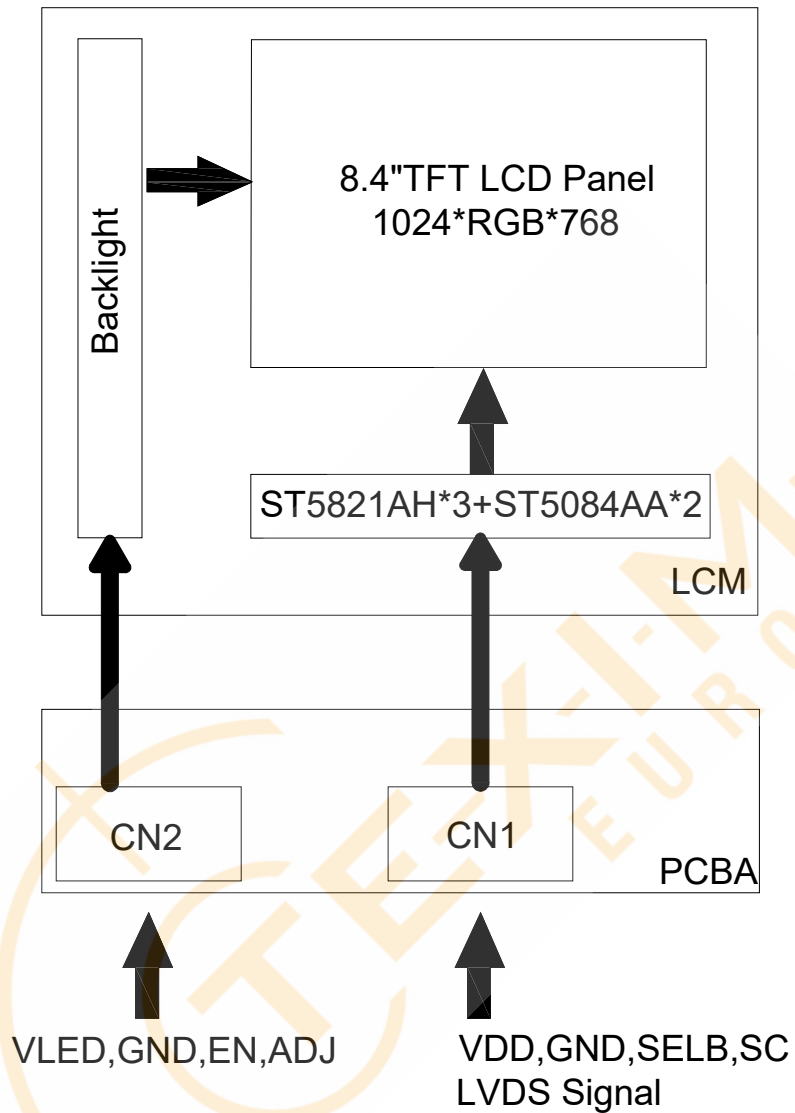 8.4"TFT LCD Panel
1024*RGB*768
Backlight
ST5821AH*3+ST5084AA*2
LCM
CN2
CN1
PCBA
VLED,GND,EN,ADJ
VDD,GND,SELB,SC
LVDS Signal